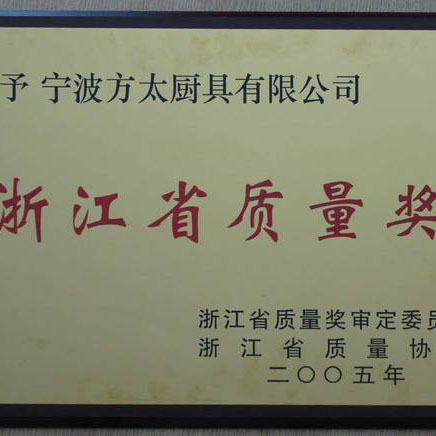 予 宁波方太厨具有限公司
浙江省质量奖
浙江省质量奖审定委员
浙江省质量协
二〇〇五年